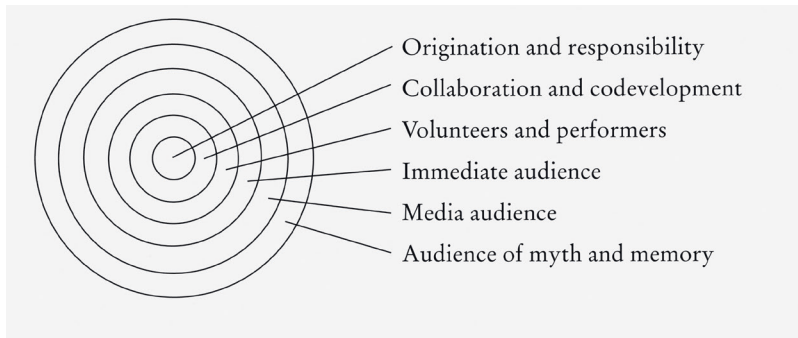 Origination and responsibility
Collaboration and codevelopment
Volunteers and performers
Immediate audience
Media audience
Audience of myth and memory